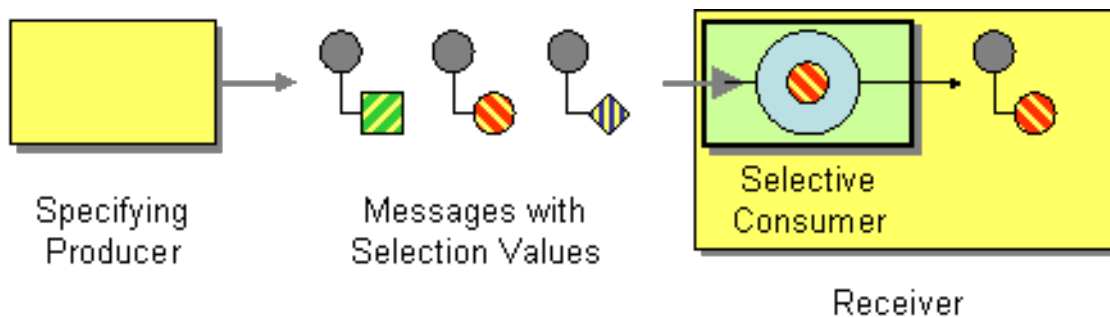 Specifying
Producer
Messages with
Selection Values
Selective
Consumer
Receiver